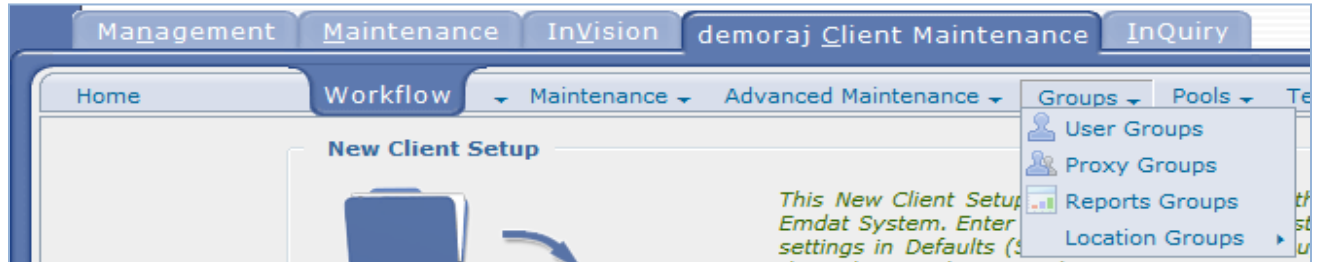 Management Maintenance InVision demoraj Client Maintenance InQuiry
Home Workflow Maintenance Advanced Maintenance Groups Pools
New Client Setup
User Groups
Proxy Groups
This New Client Setup
Reports Groups
Emdat System. Enter
settings in Defaults
Location Groups